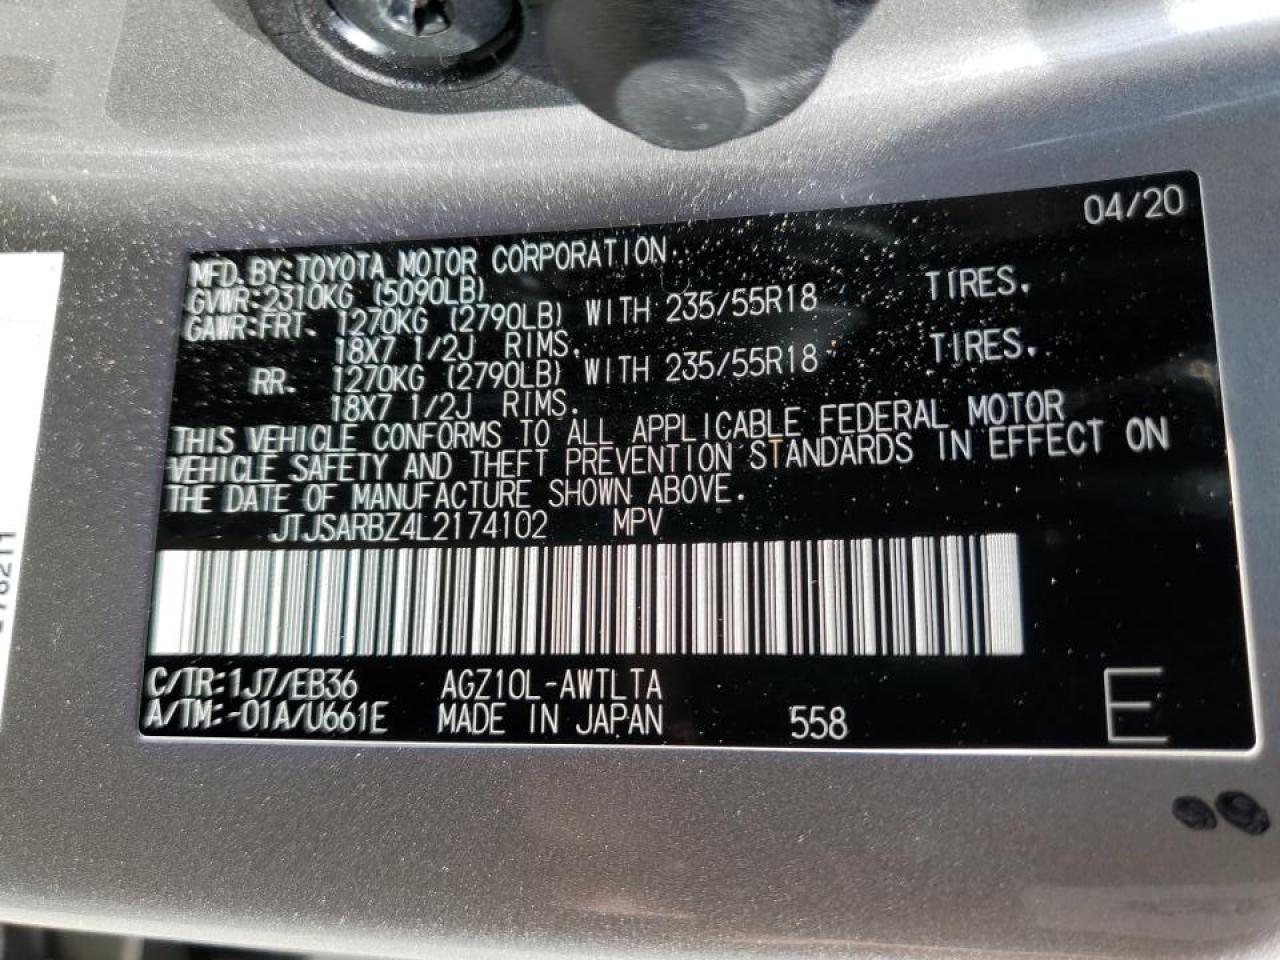 04/20
MFD. BY: TOYOTA MOTOR CORPORATION.
GVWR: 2310KG (5090LB)
GAWR: FRT. 1270KG (2790LB) WITH 235/55R18 TIRES.
18X7 1/2J RIMS.
RR. 1270KG (2790LB) WITH 235/55R18 TIRES.
18X7 1/2J RIMS.
THIS VEHICLE CONFORMS TO ALL APPLICABLE FEDERAL MOTOR
VEHICLE SAFETY AND THEFT PREVENTION STANDARDS IN EFFECT ON
THE DATE OF MANUFACTURE SHOWN ABOVE.
JTJSARBZ4L2174102 MPV
C/TR:1J7/EB36 AGZ10L-AWTLTA
A/TM:-01A/U661E MADE IN JAPAN 558 E